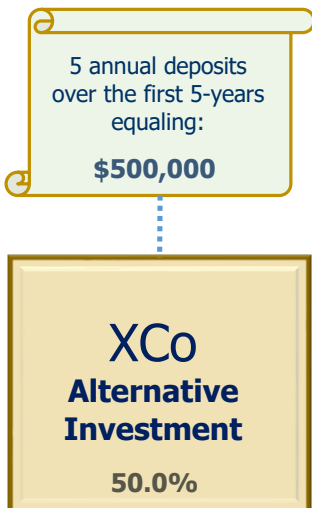 5 annual deposits
over the first 5-years
equaling:
$500,000
XCo
Alternative
Investment
50.0%